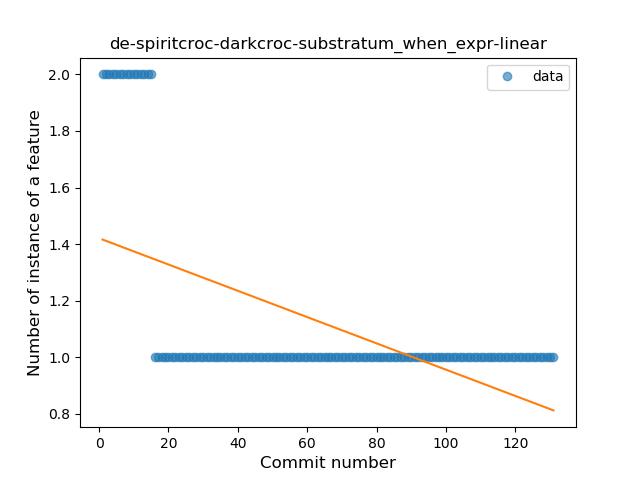 de-spiritcroc-darkcroc-substratum_when_expr-linear
data
Number of instance of a feature
2.0
1.8
1.6
1.4
1.2
1.0
0.8
0 20 40 60 80 100 120
Commit number